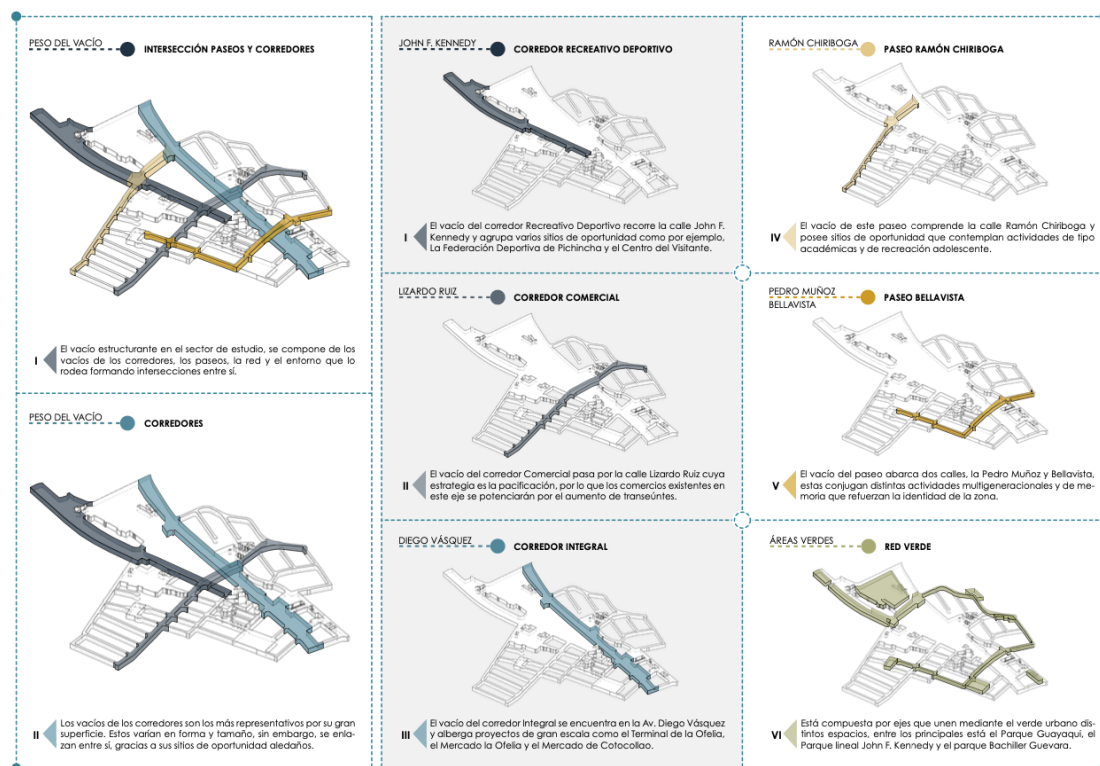 PESO DEL VACÍO
INTERSECCIÓN PASEOS Y CORREDORES
I
El vacío estructurante en el sector de estudio, se compone de los
vacíos de los corredores, los paseos, la red y el entorno que lo
rodea formando intersecciones entre sí.
PESO DEL VACÍO
CORREDORES
II
Los vacíos de los corredores son los más representativos por su gran
superficie. Estos varían en forma y tamaño, sin embargo, se enla-
zan entre sí, gracias a sus sitios de oportunidad aledaños.
JOHN F. KENNEDY
CORREDOR RECREATIVO DEPORTIVO
I
El vacío del corredor Recreativo Deportivo recorre la calle John F.
Kennedy y agrupa varios sitios de oportunidad como por ejemplo,
La Federación Deportiva de Pichincha y el Centro del Visitante.
LIZARDO RUIZ
CORREDOR COMERCIAL
II
El vacío del corredor Comercial pasa por la calle Lizardo Ruiz cuya
estrategia es la pacificación, por lo que los comercios existentes en
este eje se potenciarán por el aumento de transeúntes.
DIEGO VÁSQUEZ
CORREDOR INTEGRAL
III
El vacío del corredor Integral se encuentra en la Av. Diego Vásquez
y alberga proyectos de gran escala como el Terminal de la Ofelia,
el Mercado la Ofelia y el Mercado de Cotocollao.
RAMÓN CHIRIBOGA
PASEO RAMÓN CHIRIBOGA
IV
El vacío de este paseo comprende la calle Ramón Chiriboga y
posee sitios de oportunidad que contemplan actividades de tipo
académicas y de recreación adolescente.
PEDRO MUÑOZ
BELLAVISTA
PASEO BELLAVISTA
V
El vacío del paseo abarca dos calles, la Pedro Muñoz y Bellavista,
estas conjugan distintas actividades multigeneracionales y de me-
moria que refuerzan la identidad de la zona.
ÁREAS VERDES
RED VERDE
VI
Está compuesta por ejes que unen mediante el verde urbano dis-
tintos espacios, entre los principales está el Parque Guayaqui, el
Parque lineal John F. Kennedy y el parque Bachiller Guevara.